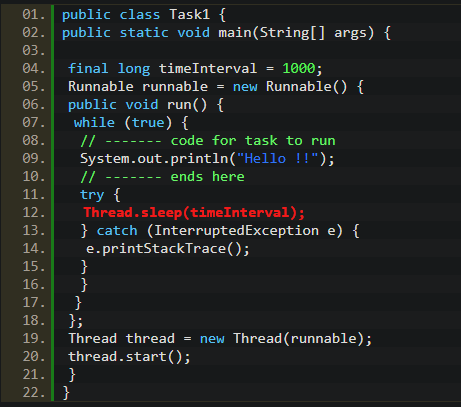 01. public class Task1 {
02. public static void main(String[] args) {
03.
04. final long timeInterval = 1000;
05. Runnable runnable = new Runnable() {
06. public void run() {
07. while (true) {
08. // ------- code for task to run
09. System.out.println("Hello !!");
10. // ------- ends here
11. try {
12. Thread.sleep(timeInterval);
13. } catch (InterruptedException e) {
14. e.printStackTrace();
15. }
16. }
17. }
18. };
19. Thread thread = new Thread(runnable);
20. thread.start();
21. }
22. }